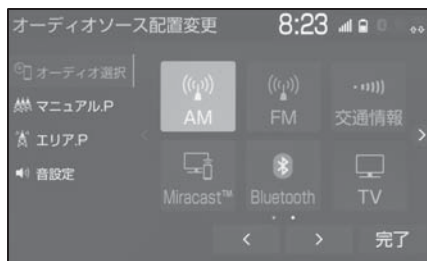 オーディオソース配置変更 8:23
オーディオ選択
マニュアル.P
エリア.P
音設定
AM
FM
交通情報
Miracast™
Bluetooth
TV
完了